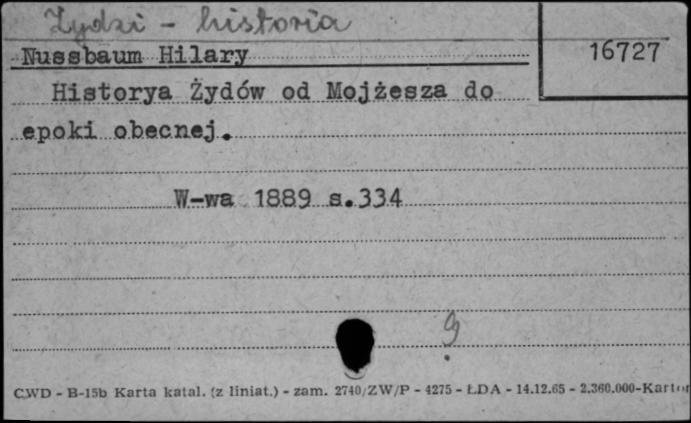 Żydzi - historia
Nussbaum Hilary
16727
Historya Żydów od Mojżesza do
epoki obecnej.
W-wa 1889 s.334
g
CWD - B-15b Karta katal. (z liniat.) - zam. 2740/ZW/P - 4275 - ŁDA - 14.12.65 - 2.360.000-Karton